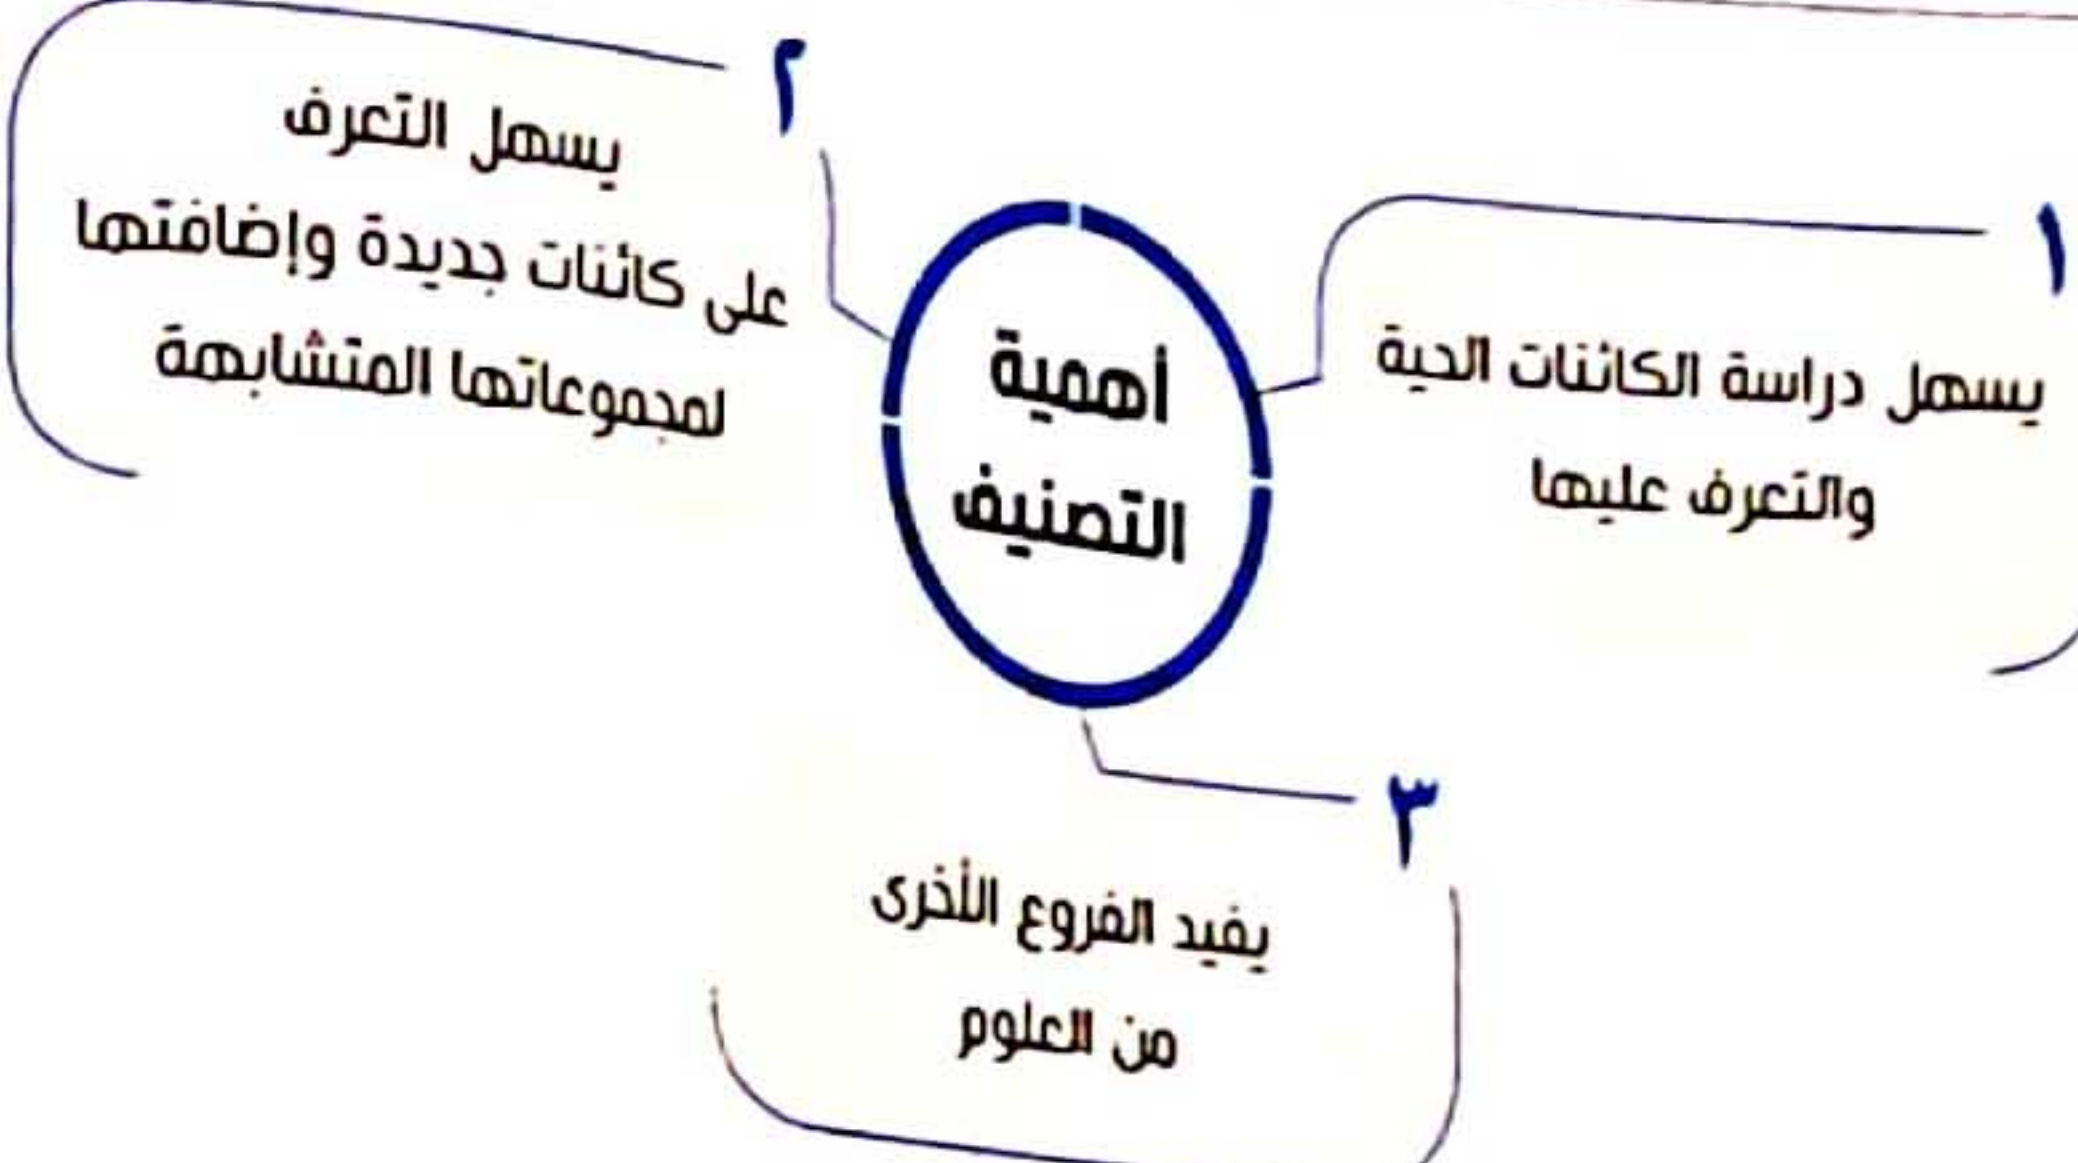 أهمية
التصنيف
١
يسهل دراسة الكائنات الحية
والتعرف عليها
٢
يسهل التعرف
على كائنات جديدة وإضافتها
لمجموعاتها المتشابهة
٣
يفيد الفروع الأخرى
من العلوم